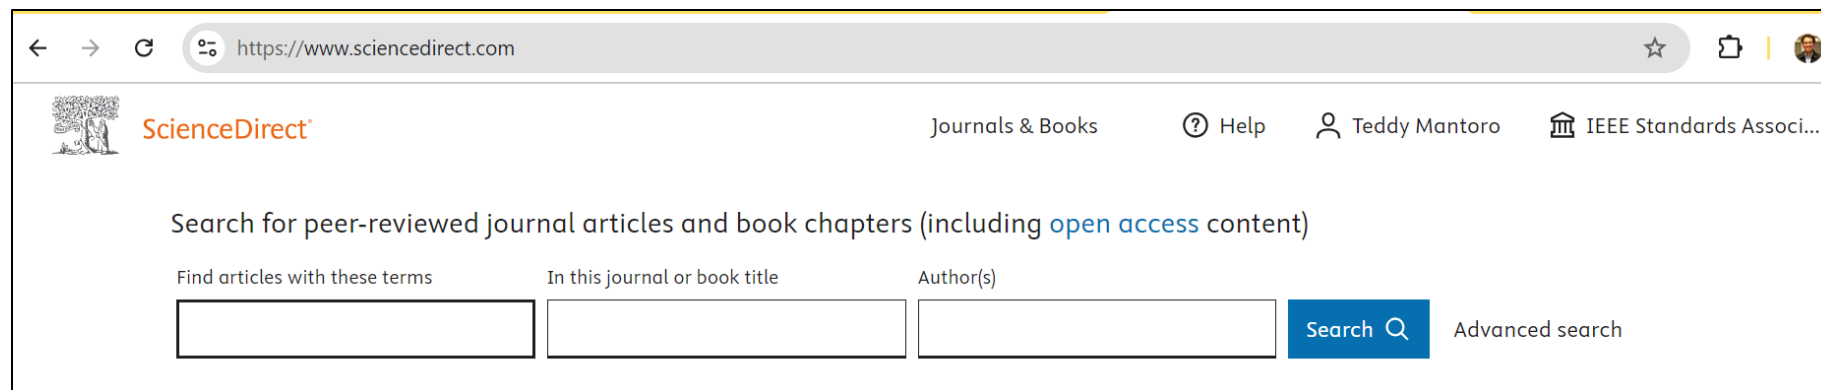 https://www.sciencedirect.com
ScienceDirect
Journals & Books
Help
Teddy Mantoro
IEEE Standards Associ...
Search for peer-reviewed journal articles and book chapters (including open access content)
Find articles with these terms
In this journal or book title
Author(s)
Search
Advanced search